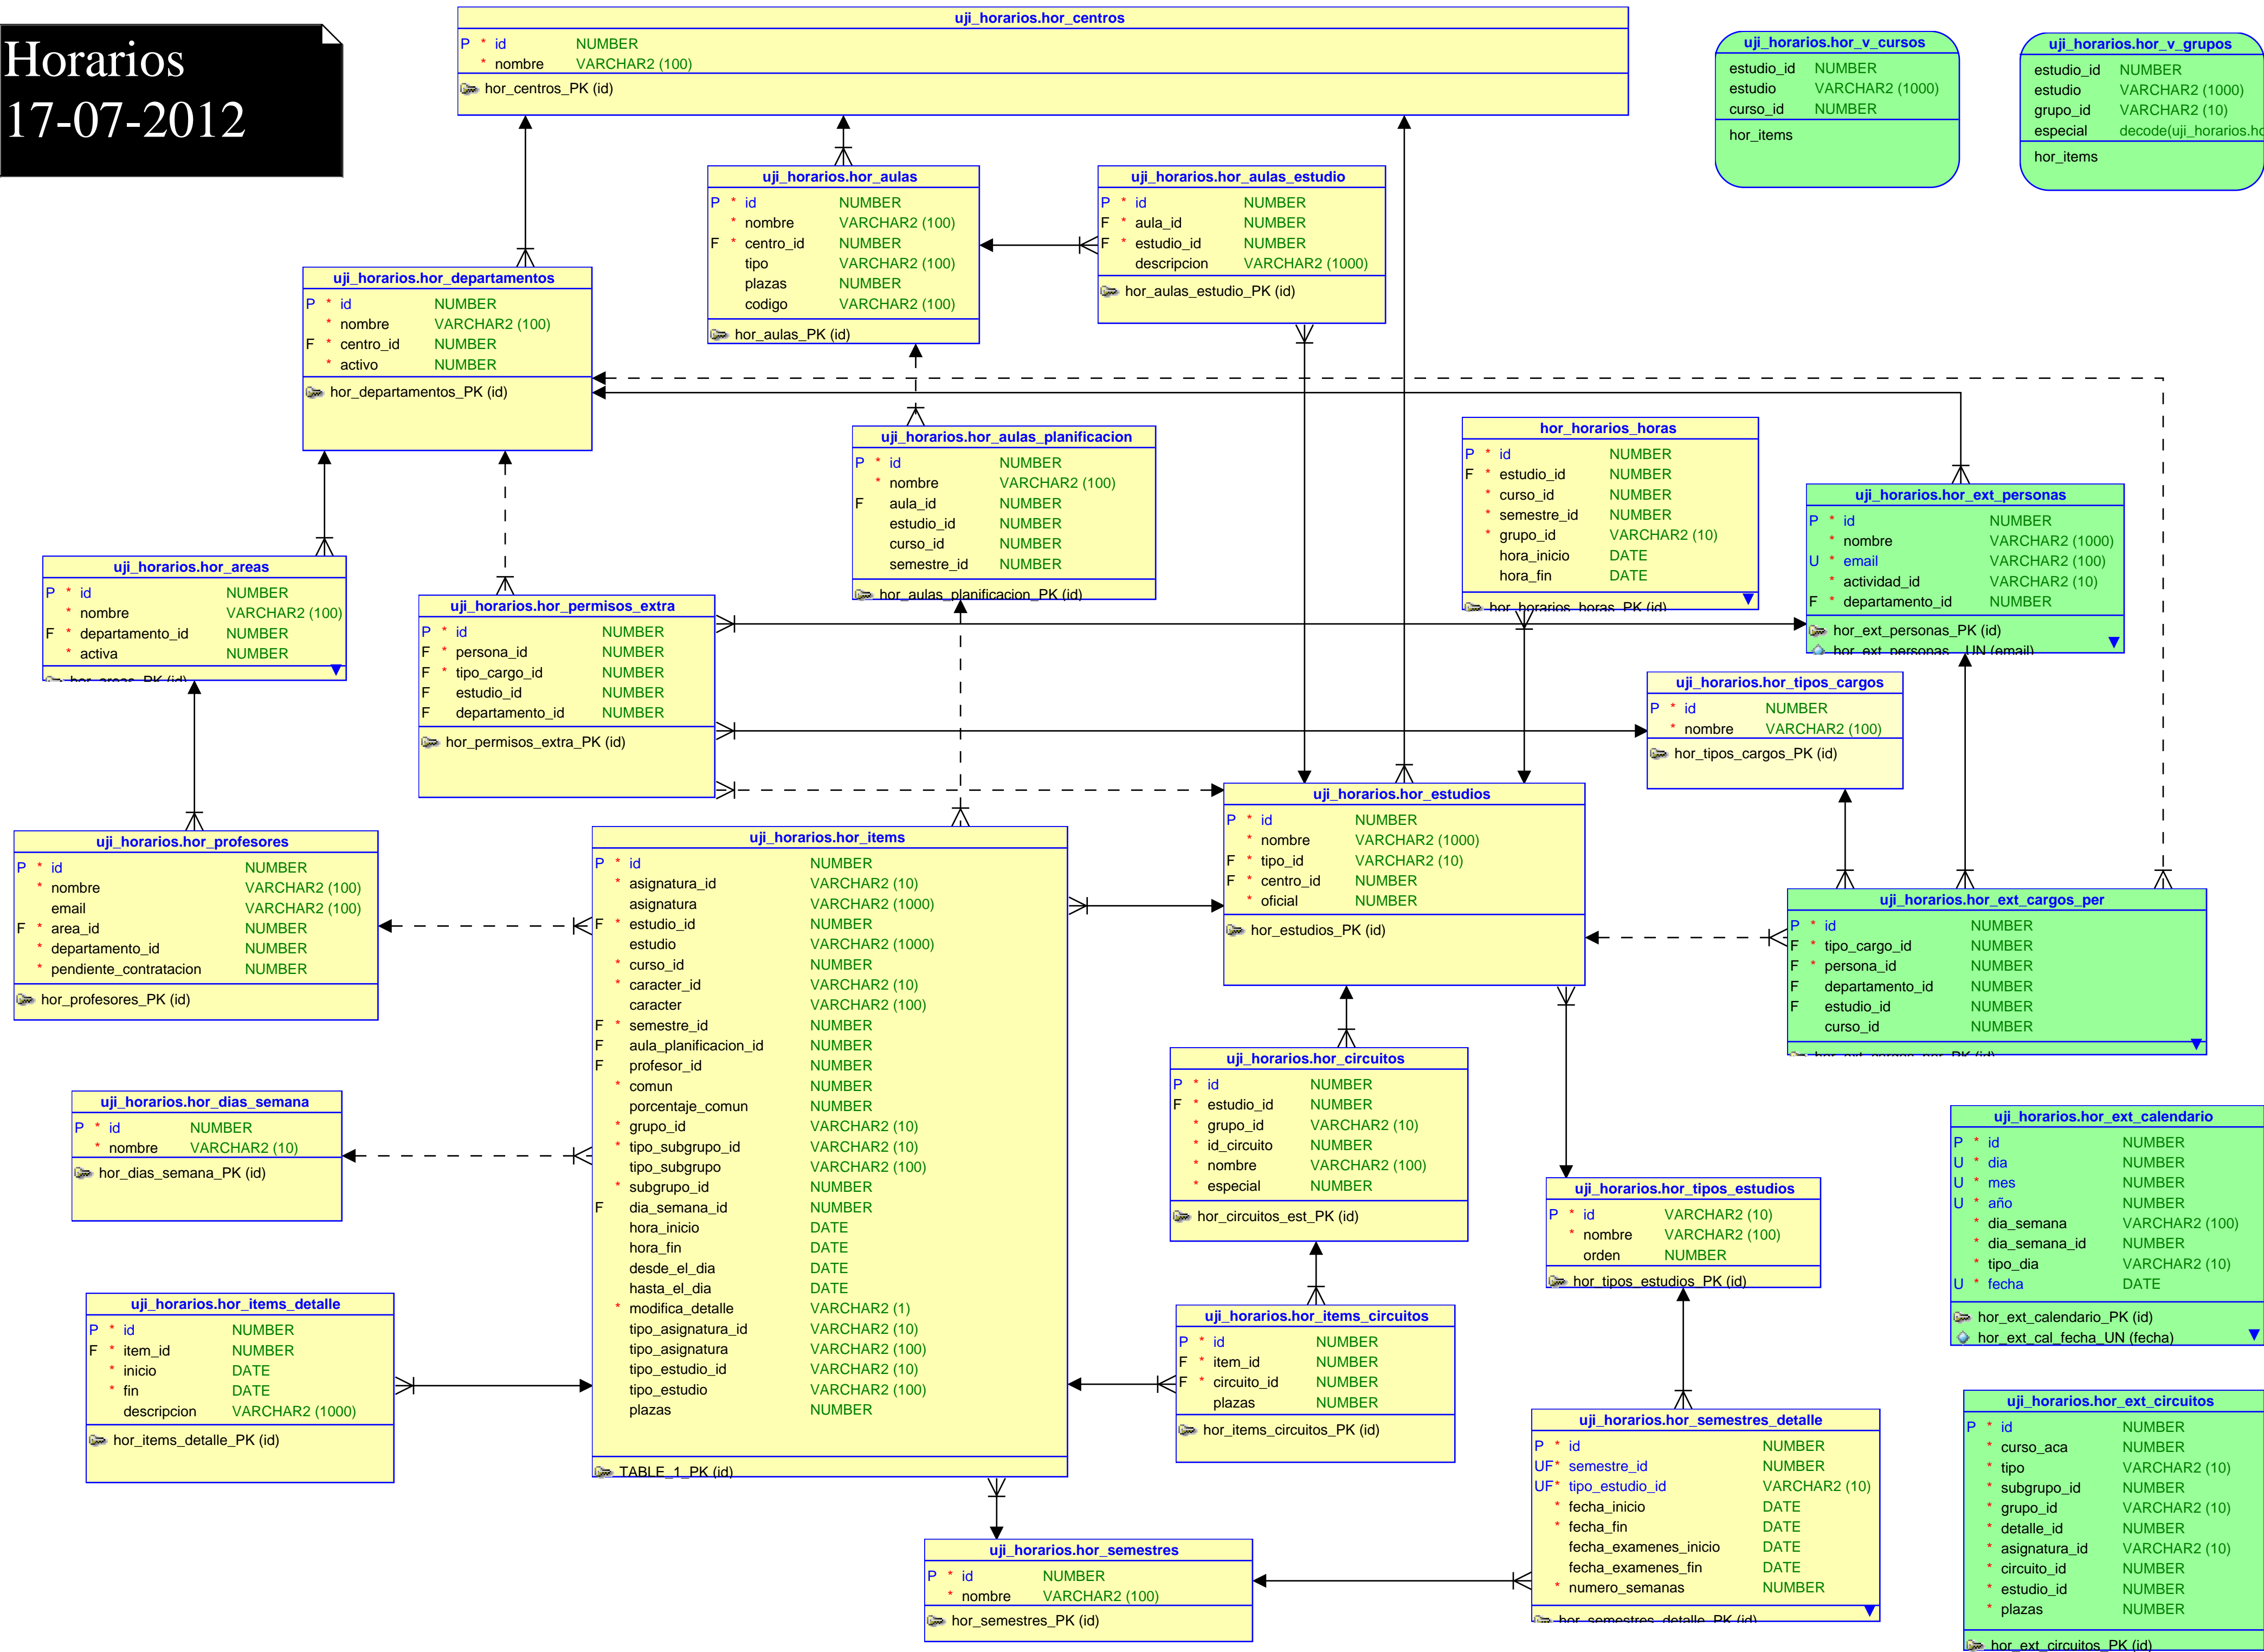 Horarios
17-07-2012
uji_horarios.hor_centros
P * id NUMBER
* nombre VARCHAR2 (100)
hor_centros_PK (id)
uji_horarios.hor_v_cursos
estudio_id NUMBER
estudio VARCHAR2 (1000)
curso_id NUMBER
hor_items
uji_horarios.hor_v_grupos
estudio_id NUMBER
estudio VARCHAR2 (1000)
grupo_id VARCHAR2 (10)
especial decode(uji_horarios.ho
hor_items
uji_horarios.hor_aulas
P * id NUMBER
* nombre VARCHAR2 (100)
F * centro_id NUMBER
tipo VARCHAR2 (100)
plazas NUMBER
codigo VARCHAR2 (100)
hor_aulas_PK (id)
uji_horarios.hor_aulas_estudio
P * id NUMBER
F * aula_id NUMBER
F * estudio_id NUMBER
descripcion VARCHAR2 (1000)
hor_aulas_estudio_PK (id)
uji_horarios.hor_departamentos
P * id NUMBER
* nombre VARCHAR2 (100)
F * centro_id NUMBER
* activo NUMBER
hor_departamentos_PK (id)
uji_horarios.hor_aulas_planificacion
P * id NUMBER
* nombre VARCHAR2 (100)
F aula_id NUMBER
estudio_id NUMBER
curso_id NUMBER
semestre_id NUMBER
hor_aulas_planificacion_PK (id)
hor_horarios_horas
P * id NUMBER
F * estudio_id NUMBER
* curso_id NUMBER
* semestre_id NUMBER
* grupo_id VARCHAR2 (10)
hora_inicio DATE
hora_fin DATE
hor_horarios_horas_PK (id)
uji_horarios.hor_ext_personas
P * id NUMBER
* nombre VARCHAR2 (1000)
U * email VARCHAR2 (100)
* actividad_id VARCHAR2 (10)
F * departamento_id NUMBER
hor_ext_personas_PK (id)
hor_ext_personas__UN (email)
uji_horarios.hor_areas
P * id NUMBER
* nombre VARCHAR2 (100)
F * departamento_id NUMBER
* activa NUMBER
hor_areas_PK (id)
uji_horarios.hor_permisos_extra
P * id NUMBER
F * persona_id NUMBER
F * tipo_cargo_id NUMBER
F estudio_id NUMBER
F departamento_id NUMBER
hor_permisos_extra_PK (id)
uji_horarios.hor_tipos_cargos
P * id NUMBER
* nombre VARCHAR2 (100)
hor_tipos_cargos_PK (id)
uji_horarios.hor_estudios
P * id NUMBER
* nombre VARCHAR2 (1000)
F * tipo_id VARCHAR2 (10)
F * centro_id NUMBER
* oficial NUMBER
hor_estudios_PK (id)
uji_horarios.hor_profesores
P * id NUMBER
* nombre VARCHAR2 (100)
email VARCHAR2 (100)
F * area_id NUMBER
* departamento_id NUMBER
* pendiente_contratacion NUMBER
hor_profesores_PK (id)
uji_horarios.hor_items
P * id NUMBER
* asignatura_id VARCHAR2 (10)
asignatura VARCHAR2 (1000)
F * estudio_id NUMBER
estudio VARCHAR2 (1000)
* curso_id NUMBER
* caracter_id VARCHAR2 (10)
caracter VARCHAR2 (100)
F * semestre_id NUMBER
F aula_planificacion_id NUMBER
F profesor_id NUMBER
* comun NUMBER
porcentaje_comun NUMBER
* grupo_id VARCHAR2 (10)
* tipo_subgrupo_id VARCHAR2 (10)
tipo_subgrupo VARCHAR2 (100)
* subgrupo_id NUMBER
F dia_semana_id NUMBER
hora_inicio DATE
hora_fin DATE
desde_el_dia DATE
hasta_el_dia DATE
* modifica_detalle VARCHAR2 (1)
tipo_asignatura_id VARCHAR2 (10)
tipo_asignatura VARCHAR2 (100)
tipo_estudio_id VARCHAR2 (10)
tipo_estudio VARCHAR2 (100)
plazas NUMBER
TABLE_1_PK (id)
uji_horarios.hor_ext_cargos_per
P * id NUMBER
F * tipo_cargo_id NUMBER
F * persona_id NUMBER
F departamento_id NUMBER
F estudio_id NUMBER
curso_id NUMBER
hor_ext_cargos_per_PK (id)
uji_horarios.hor_circuitos
P * id NUMBER
F * estudio_id NUMBER
* grupo_id VARCHAR2 (10)
* id_circuito NUMBER
* nombre VARCHAR2 (100)
* especial NUMBER
hor_circuitos_est_PK (id)
uji_horarios.hor_dias_semana
P * id NUMBER
* nombre VARCHAR2 (10)
hor_dias_semana_PK (id)
uji_horarios.hor_ext_calendario
P * id NUMBER
U * dia NUMBER
U * mes NUMBER
U * año NUMBER
* dia_semana VARCHAR2 (100)
* dia_semana_id NUMBER
* tipo_dia VARCHAR2 (10)
U * fecha DATE
hor_ext_calendario_PK (id)
hor_ext_cal_fecha_UN (fecha)
uji_horarios.hor_tipos_estudios
P * id VARCHAR2 (10)
* nombre VARCHAR2 (100)
orden NUMBER
hor_tipos_estudios_PK (id)
uji_horarios.hor_items_detalle
P * id NUMBER
F * item_id NUMBER
* inicio DATE
* fin DATE
descripcion VARCHAR2 (1000)
hor_items_detalle_PK (id)
uji_horarios.hor_items_circuitos
P * id NUMBER
F * item_id NUMBER
F * circuito_id NUMBER
plazas NUMBER
hor_items_circuitos_PK (id)
uji_horarios.hor_semestres_detalle
P * id NUMBER
UF* semestre_id NUMBER
UF* tipo_estudio_id VARCHAR2 (10)
* fecha_inicio DATE
* fecha_fin DATE
fecha_examenes_inicio DATE
fecha_examenes_fin DATE
* numero_semanas NUMBER
hor_semestres_detalle_PK (id)
uji_horarios.hor_ext_circuitos
P * id NUMBER
* curso_aca NUMBER
* tipo VARCHAR2 (10)
* subgrupo_id NUMBER
* grupo_id VARCHAR2 (10)
* detalle_id NUMBER
* asignatura_id VARCHAR2 (10)
* circuito_id NUMBER
* estudio_id NUMBER
* plazas NUMBER
hor_ext_circuitos_PK (id)
uji_horarios.hor_semestres
P * id NUMBER
* nombre VARCHAR2 (100)
hor_semestres_PK (id)